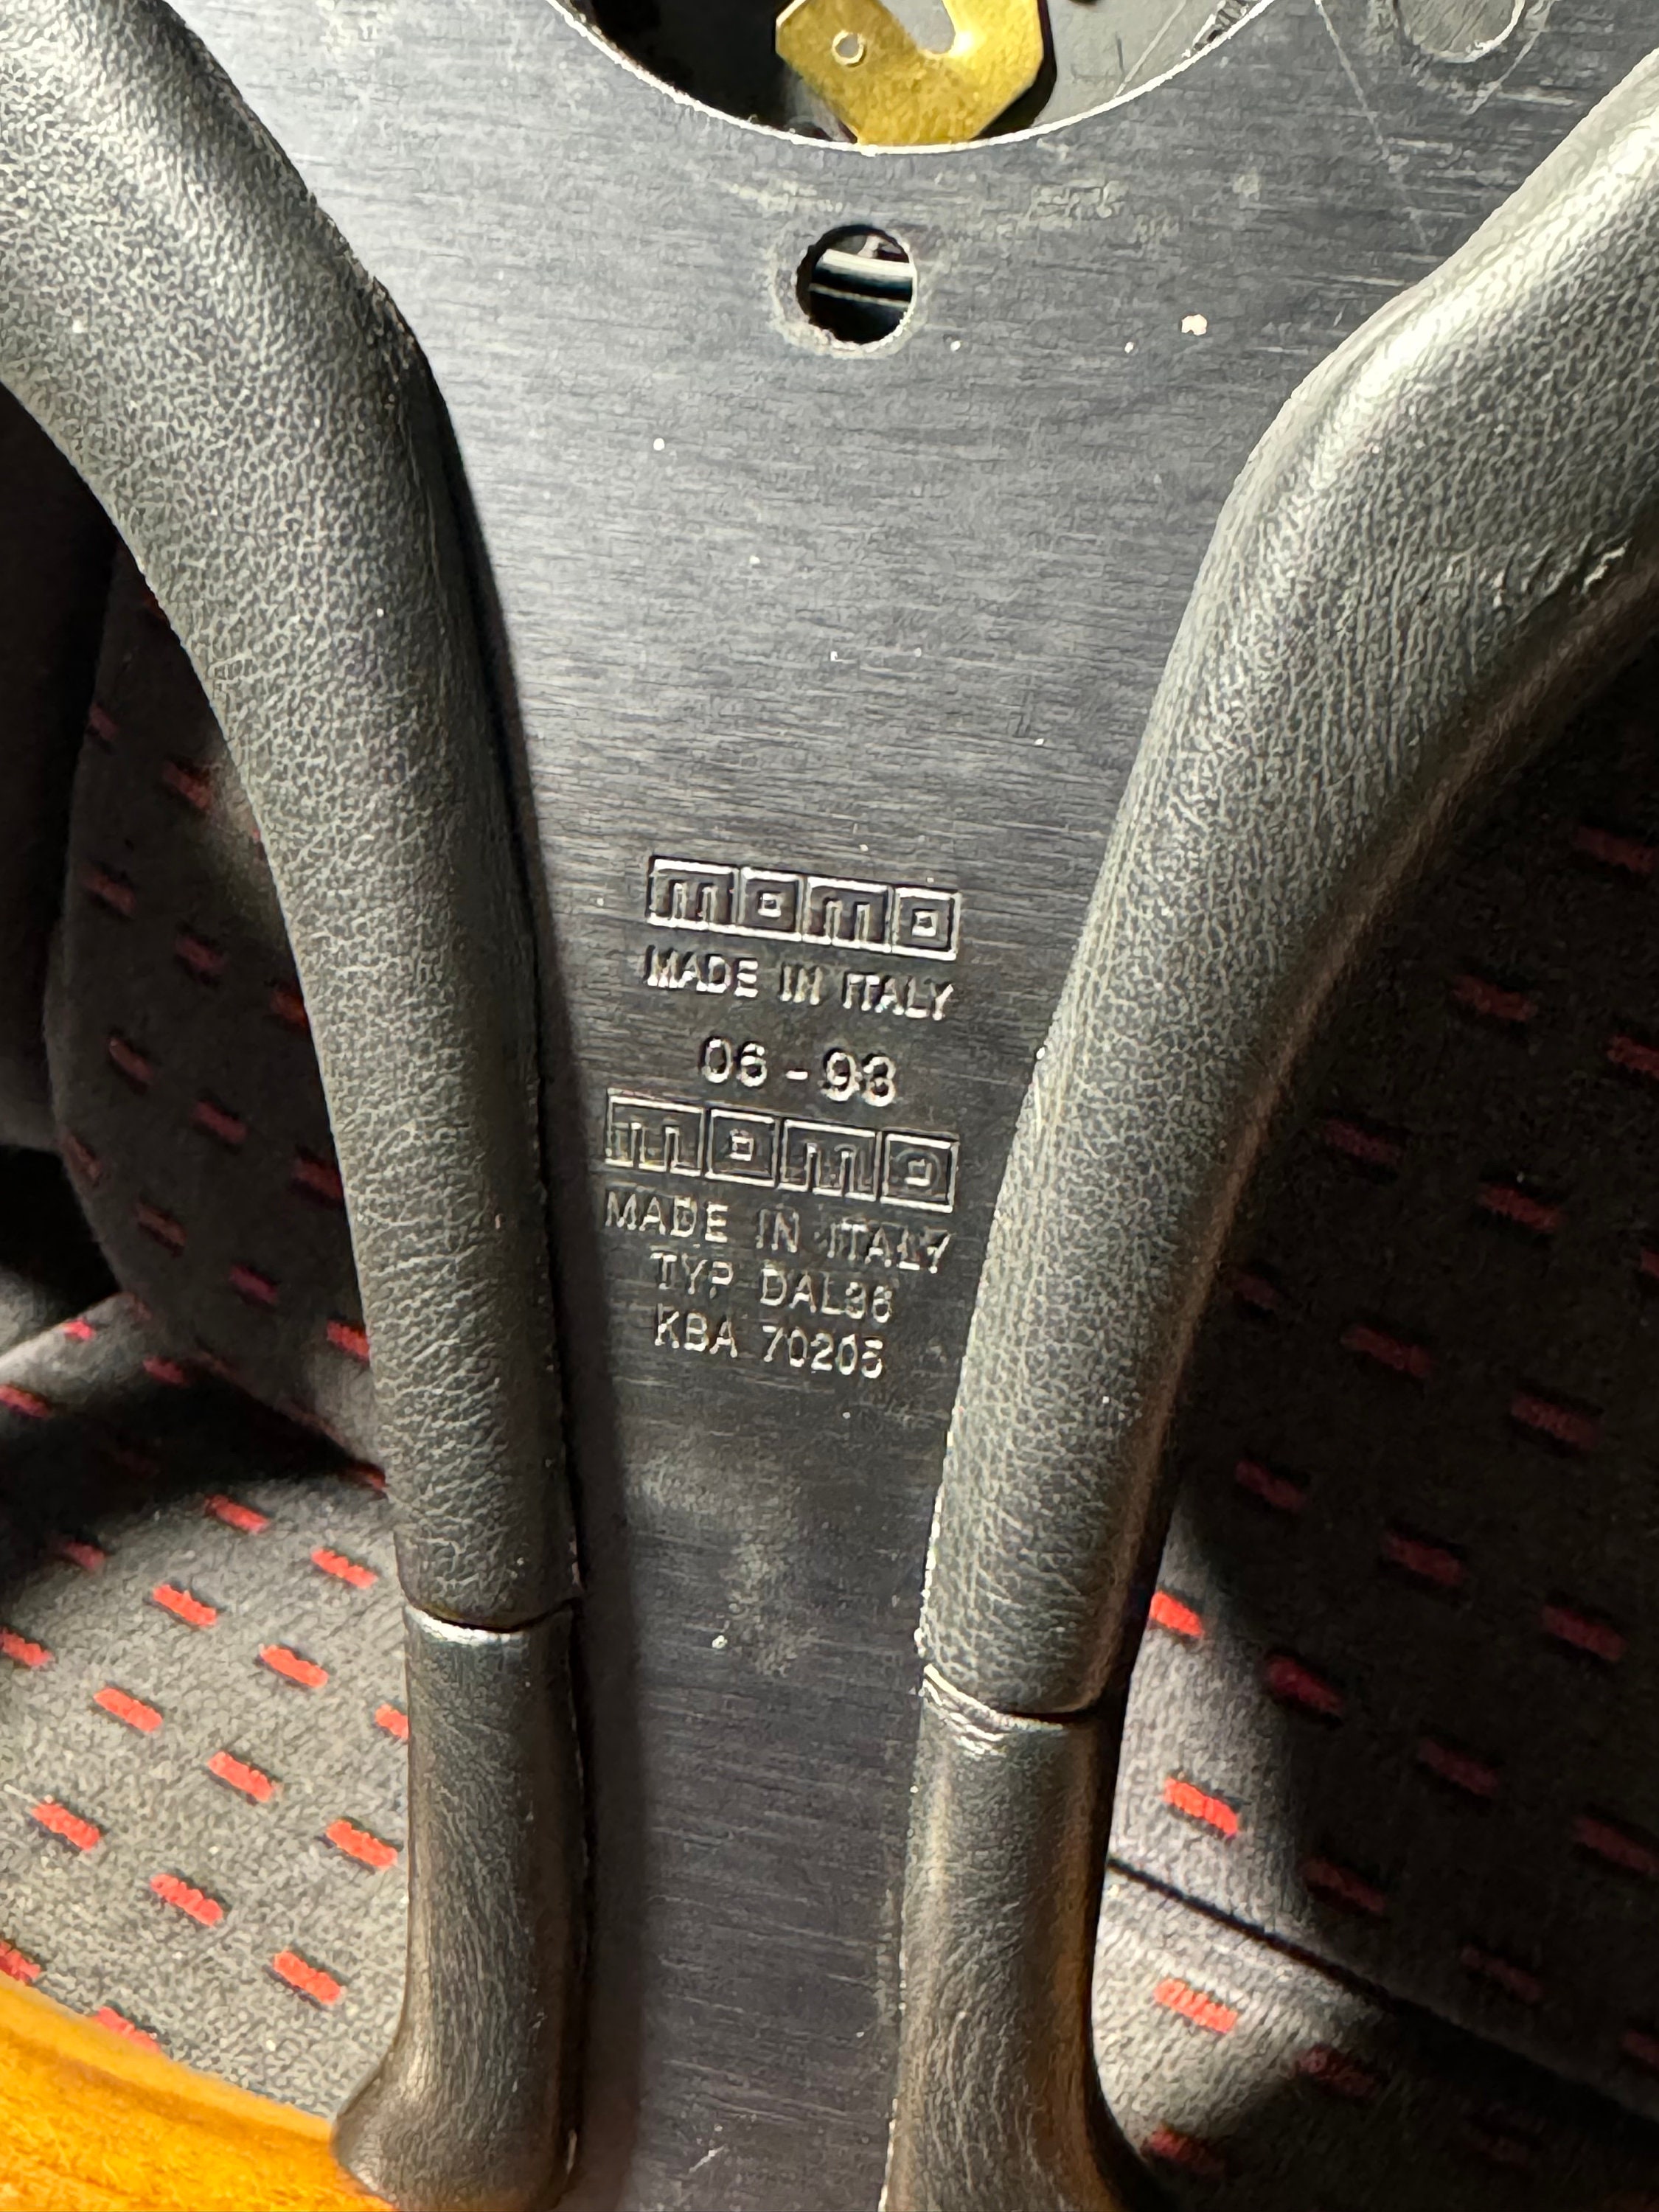 momo
MADE IN ITALY
06-93
momo
MADE IN ITALY
TYP DAL36
KBA 70205